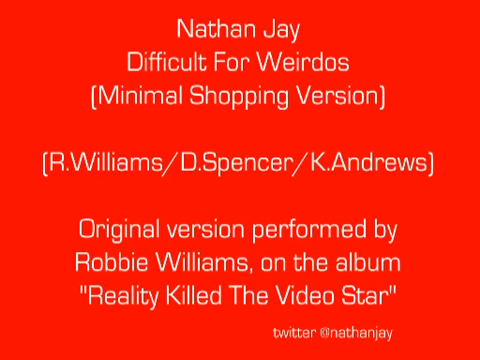 Nathan Jay
Difficult For Weirdos
(Minimal Shopping Version)
(R.Williams/D.Spencer/K.Andrews)
Original version performed by
Robbie Williams, on the album
"Reality Killed The Video Star"
twitter @nathanjay